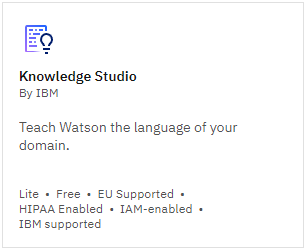 Knowledge Studio
By IBM
Teach Watson the language of your
domain.
Lite • Free • EU Supported •
HIPAA Enabled • IAM-enabled •
IBM supported